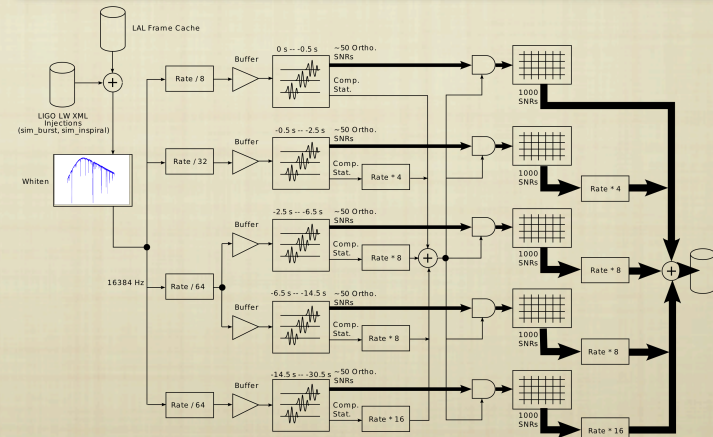 LAL Frame Cache
LIGO LW XML
Injections
(sim_burst, sim_inspiral)
Whiten
16384 Hz
Rate / 8
Buffer
0 s -- -0.5 s
~50 Ortho.
SNRs
Comp.
Stat.
1000
SNRs
Rate / 32
Buffer
-0.5 s -- -2.5 s
~50 Ortho.
SNRs
Comp.
Stat.
Rate * 4
1000
SNRs
Rate * 4
Rate / 64
Buffer
-2.5 s -- -6.5 s
~50 Ortho.
SNRs
Comp.
Stat.
Rate * 8
1000
SNRs
Rate * 8
Buffer
-6.5 s -- -14.5 s
~50 Ortho.
SNRs
Comp.
Stat.
Rate * 8
1000
SNRs
Rate * 8
Rate / 64
Buffer
-14.5 s -- -30.5 s
~50 Ortho.
SNRs
Comp.
Stat.
Rate * 16
1000
SNRs
Rate * 16